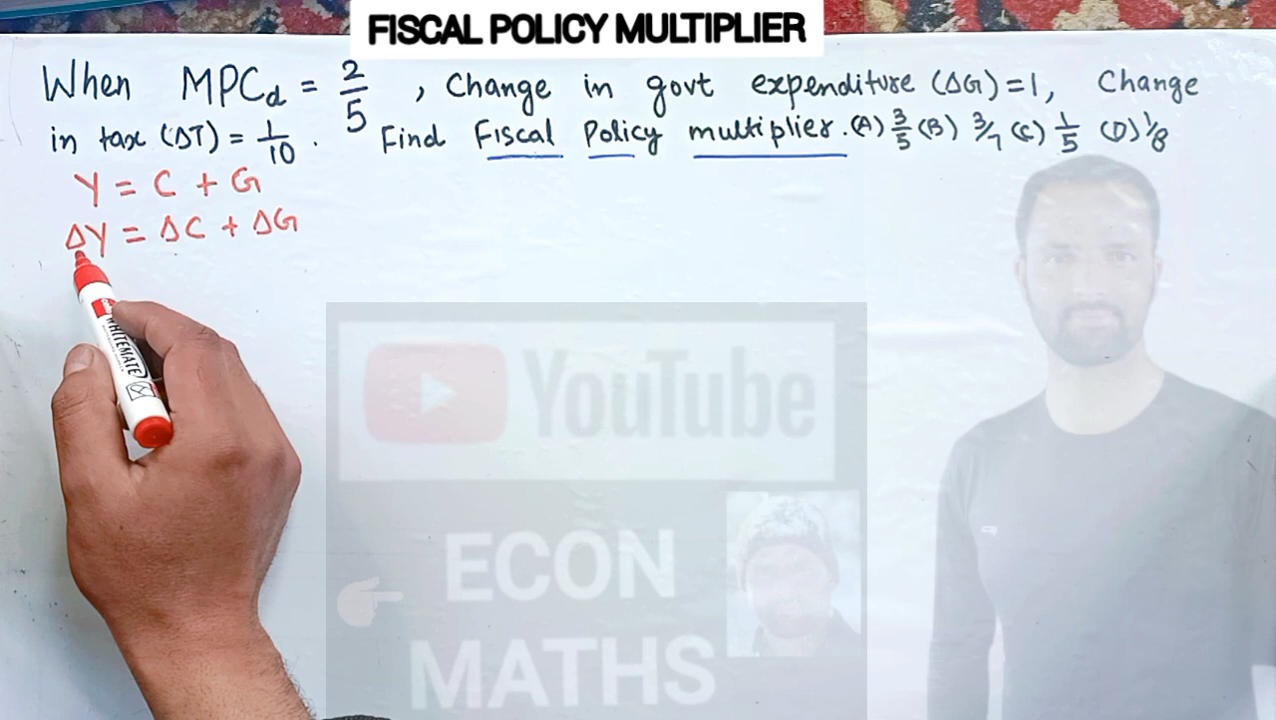 FISCAL POLICY MULTIPLIER
When MPCd = 2/5 , Change in govt expenditure (ΔG)=1, Change
in tax (ΔT) = 1/10 . Find Fiscal Policy multiplier. (A) 3/5 (B) 3/7 (C) 1/5 (D) 1/8
Y = C + G
ΔY = ΔC + ΔG
WHITEMATE
YouTube
ECON
MATHS